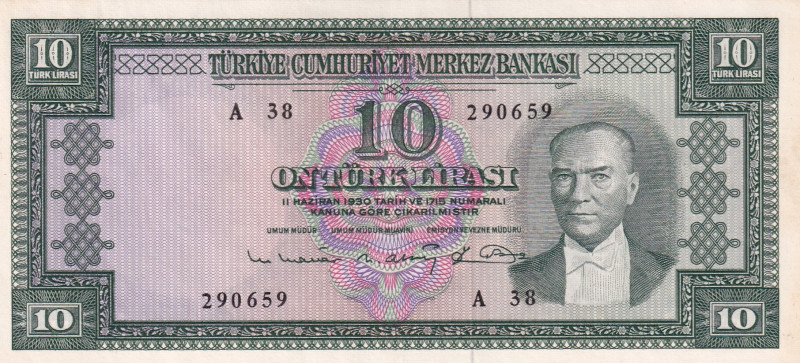 10
TÜRK LİRASI
TÜRKİYE CUMHURİYET MERKEZ BANKASI
10
TÜRK LİRASI
A 38
10
290659
ON TÜRK LİRASI
11 HAZİRAN 1930 TARİH VE 1715 NUMARALI
KANUNA GÖRE ÇIKARILMIŞTIR
UMUM MÜDÜR UMUM MÜDÜR MUAVİNİ EMİSYON VE VEZNE MÜDÜRÜ
290659
A 38
10
10